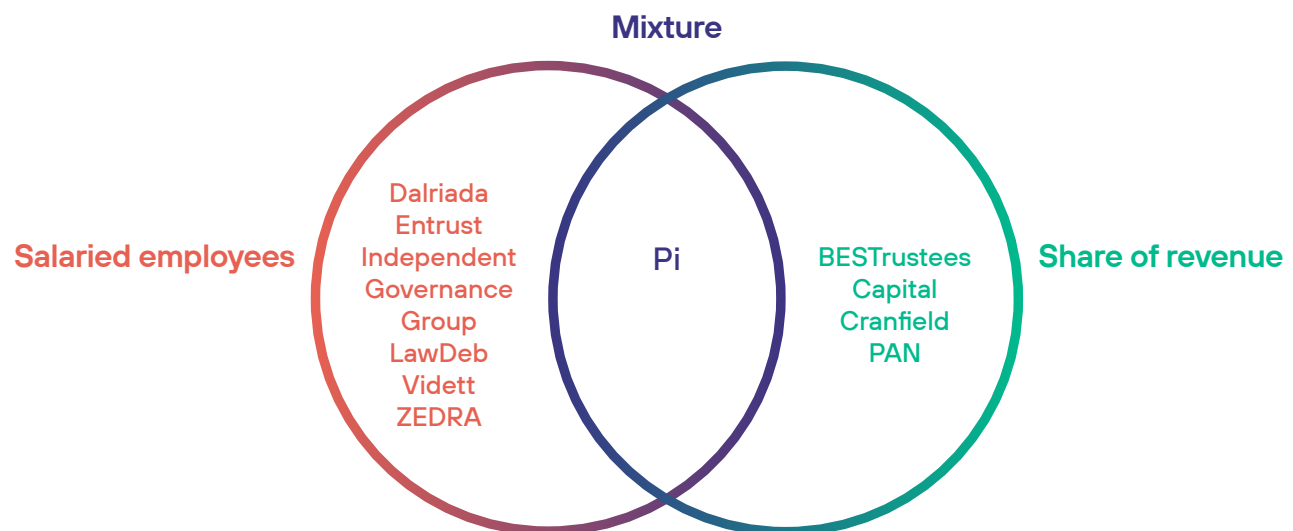 Mixture
Salaried employees
Dalriada
Entrust
Independent
Governance
Group
LawDeb
Vidett
ZEDRA
Pi
BESTrustees
Capital
Cranfield
PAN
Share of revenue